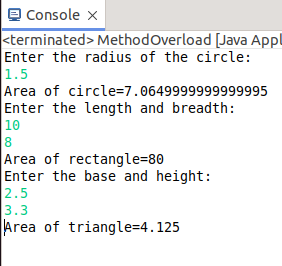 Console
<terminated> MethodOverload [Java Appl
Enter the radius of the circle:
1.5
Area of circle=7.0649999999999995
Enter the length and breadth:
10
8
Area of rectangle=80
Enter the base and height:
2.5
3.3
Area of triangle=4.125